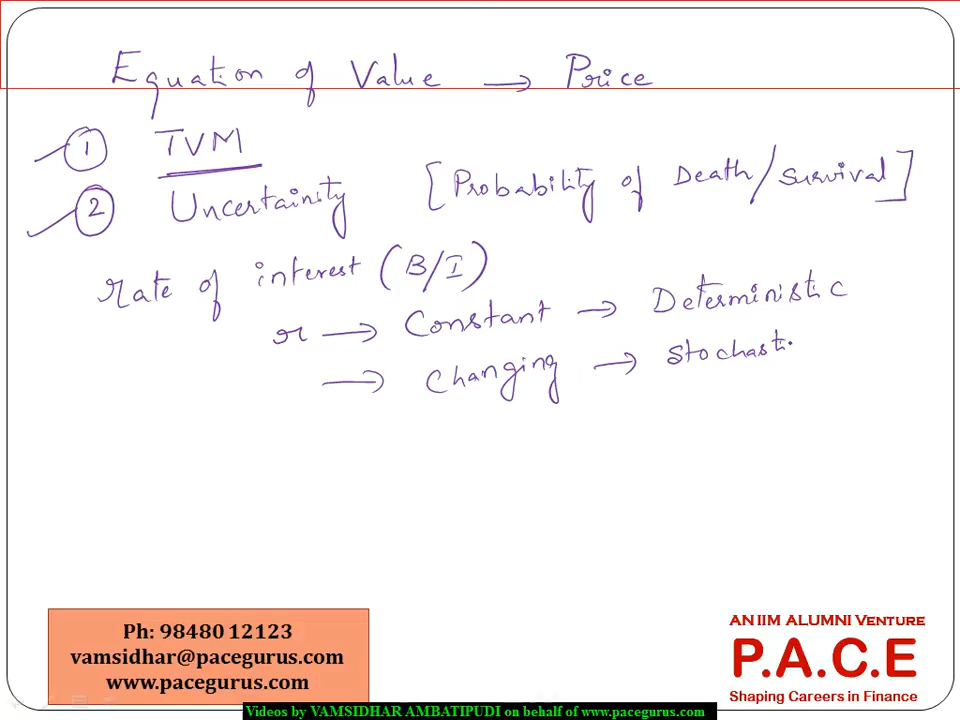 Equation of Value → Price
① TVM
② Uncertainity [Probability of Death/Survival]
Rate of interest (B/I)
r → Constant → Deterministic
→ Changing → Stochasti
Ph: 98480 12123
vamsidhar@pacegurus.com
www.pacegurus.com
AN IIM ALUMNI VENTURE
P.A.C.E
Shaping Careers in Finance
Videos by VAMSIDHAR AMBATIPUDI on behalf of www.pacegurus.com